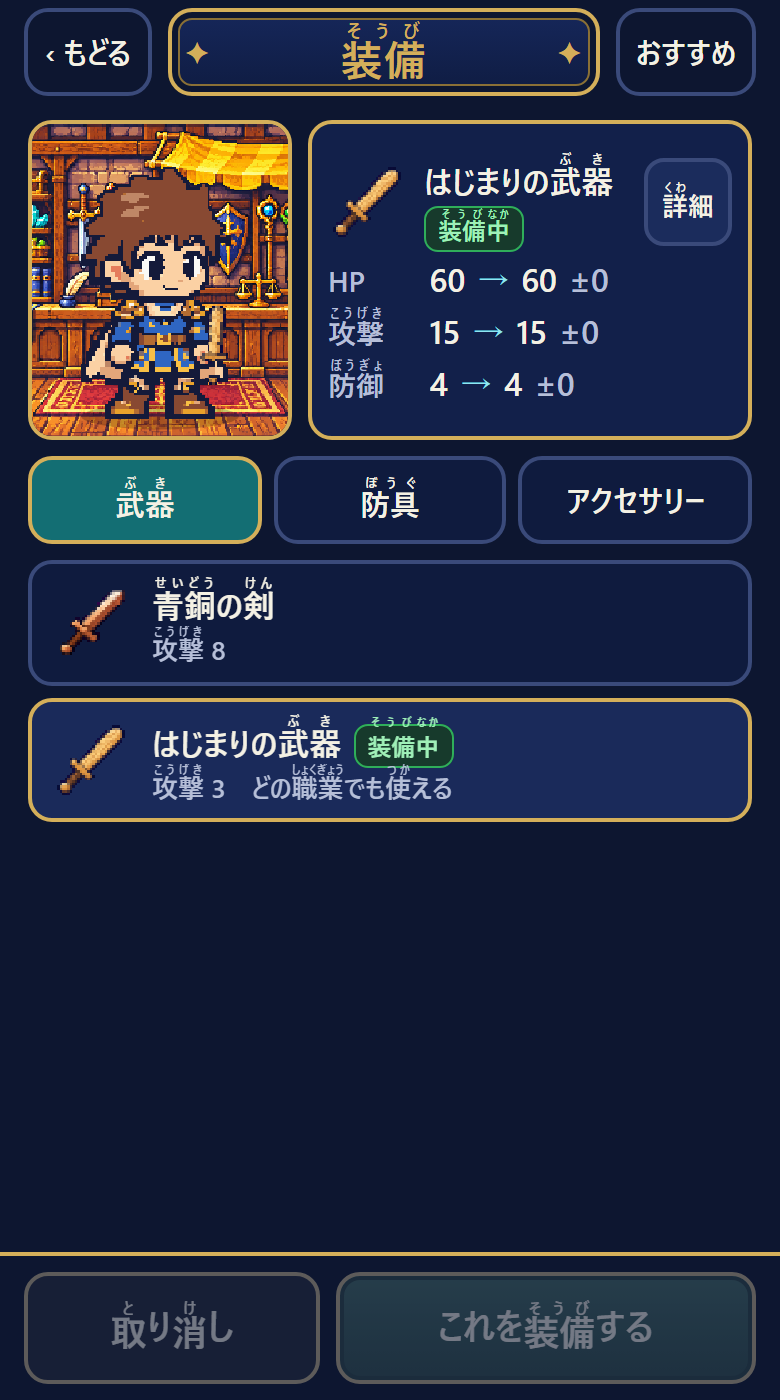 ‹ もどる
装備
そうび
おすすめ
はじまりの武器
ぶき
装備中
そうびなか
詳細
くわ
HP 60 → 60 ±0
攻撃 15 → 15 ±0
こうげき
防御 4 → 4 ±0
ぼうぎょ
武器
ぶき
防具
ぼうぐ
アクセサリー
青銅の剣
せいどう けん
攻撃 8
こうげき
はじまりの武器
ぶき
装備中
そうびなか
攻撃 3 どの職業でも使える
こうげき しょくぎょう つか
取り消し
と け
これを装備する
そうび